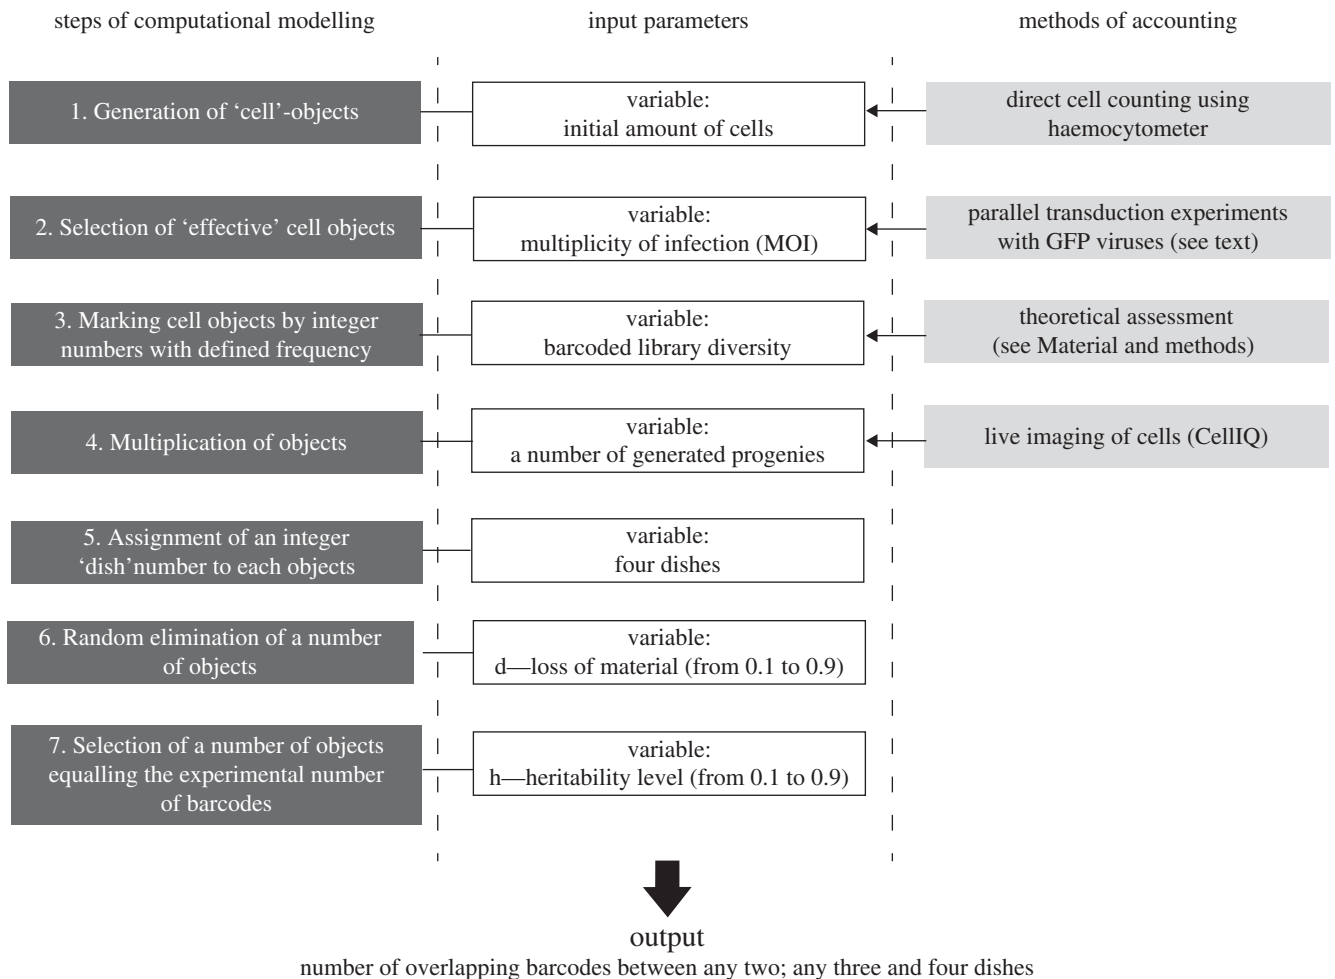 steps of computational modelling
input parameters
methods of accounting
1. Generation of ‘cell’-objects
variable:
initial amount of cells
direct cell counting using
haemocytometer
2. Selection of ‘effective’ cell objects
variable:
multiplicity of infection (MOI)
parallel transduction experiments
with GFP viruses (see text)
3. Marking cell objects by integer
numbers with defined frequency
variable:
barcoded library diversity
theoretical assessment
(see Material and methods)
4. Multiplication of objects
variable:
a number of generated progenies
live imaging of cells (CellIQ)
5. Assignment of an integer
‘dish’number to each objects
variable:
four dishes
6. Random elimination of a number
of objects
variable:
d—loss of material (from 0.1 to 0.9)
7. Selection of a number of objects
equalling the experimental number
of barcodes
variable:
h—heritability level (from 0.1 to 0.9)
output
number of overlapping barcodes between any two; any three and four dishes